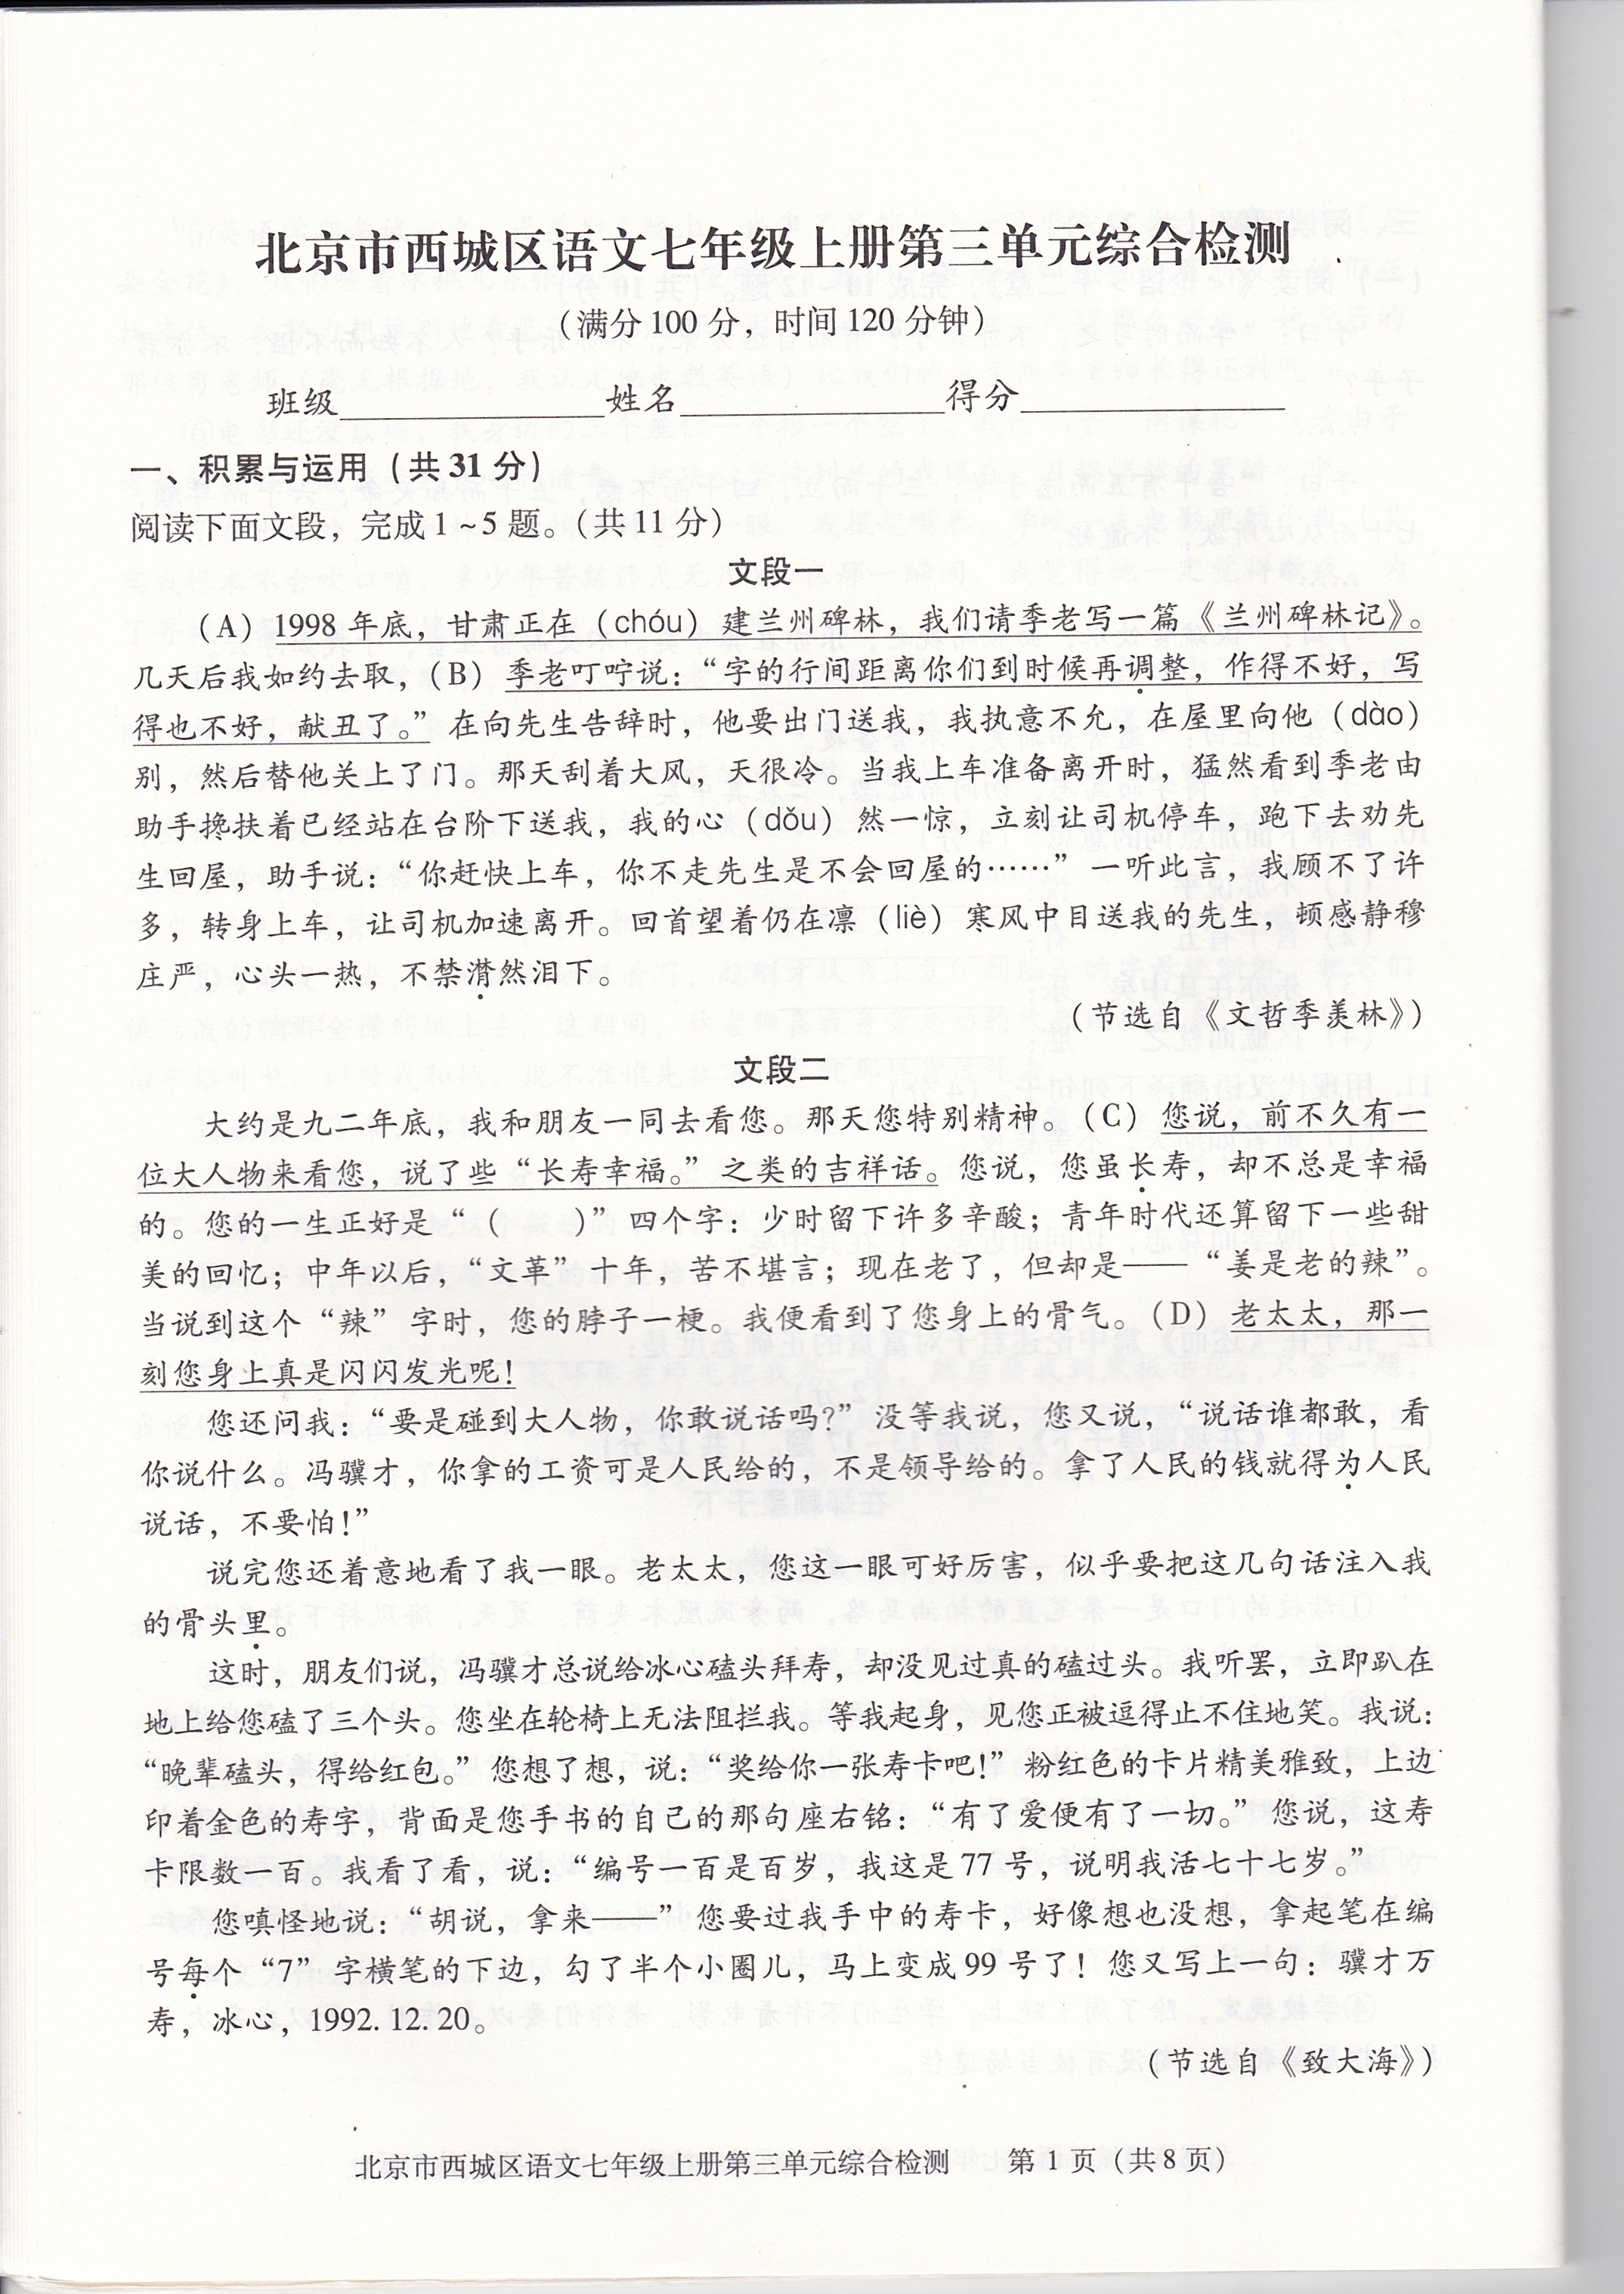 北京市西城区语文七年级上册第三单元综合检测
（满分100分，时间120分钟）
班级______姓名______得分______
一、积累与运用（共31分）
阅读下面文段，完成1~5题。（共11分）
文段一
（A）1998年底，甘肃正在（chóu）建兰州碑林，我们请季老写一篇《兰州碑林记》。
几天后我如约去取，（B）季老叮咛说：“字的行间距离你们到时候再调整，作得不好，写
得也不好，献丑了。”在向先生告辞时，他要出门送我，我执意不允，在屋里向他（dào）
别，然后替他关上了门。那天刮着大风，天很冷。当我上车准备离开时，猛然看到季老由
助手搀扶着已经站在台阶下送我，我的心（dǒu）然一惊，立刻让司机停车，跑下去劝先
生回屋，助手说：“你赶快上车，你不走先生是不会回屋的……”一听此言，我顾不了许
多，转身上车，让司机加速离开。回首望着仍在凛（liè）寒风中目送我的先生，顿感静穆
庄严，心头一热，不禁潸然泪下。
（节选自《文哲季羡林》）
文段二
大约是九二年底，我和朋友一同去看您。那天您特别精神。（C）您说，前不久有一
位大人物来看您，说了些“长寿幸福。”之类的吉祥话。您说，您虽长寿，却不总是幸福
的。您的一生正好是“（　　）”四个字：少时留下许多辛酸；青年时代还算留下一些甜
美的回忆；中年以后，“文革”十年，苦不堪言；现在老了，但却是——“姜是老的辣”。
当说到这个“辣”字时，您的脖子一梗。我便看到了您身上的骨气。（D）老太太，那一
刻您身上真是闪闪发光呢！
您还问我：“要是碰到大人物，你敢说话吗？”没等我说，您又说，“说话谁都敢，看
你说什么。冯骥才，你拿的工资可是人民给的，不是领导给的。拿了人民的钱就得为人民
说话，不要怕！”
说完您还着意地看了我一眼。老太太，您这一眼可好厉害，似乎要把这几句话注入我
的骨头里。
这时，朋友们说，冯骥才总说给冰心磕头拜寿，却没见过真的磕过头。我听罢，立即趴在
地上给您磕了三个头。您坐在轮椅上无法阻拦我。等我起身，见您正被逗得止不住地笑。我说：
“晚辈磕头，得给红包。”您想了想，说：“奖给你一张寿卡吧！”粉红色的卡片精美雅致，上边
印着金色的寿字，背面是您手书的自己的那句座右铭：“有了爱便有了一切。”您说，这寿
卡限数一百。我看了看，说：“编号一百是百岁，我这是77号，说明我活七十七岁。”
您嗔怪地说：“胡说，拿来——”您要过我手中的寿卡，好像想也没想，拿起笔在编
号每个“7”字横笔的下边，勾了半个小圈儿，马上变成99号了！您又写上一句：骥才万
寿，冰心，1992.12.20。
（节选自《致大海》）
北京市西城区语文七年级上册第三单元综合检测　第1页（共8页）